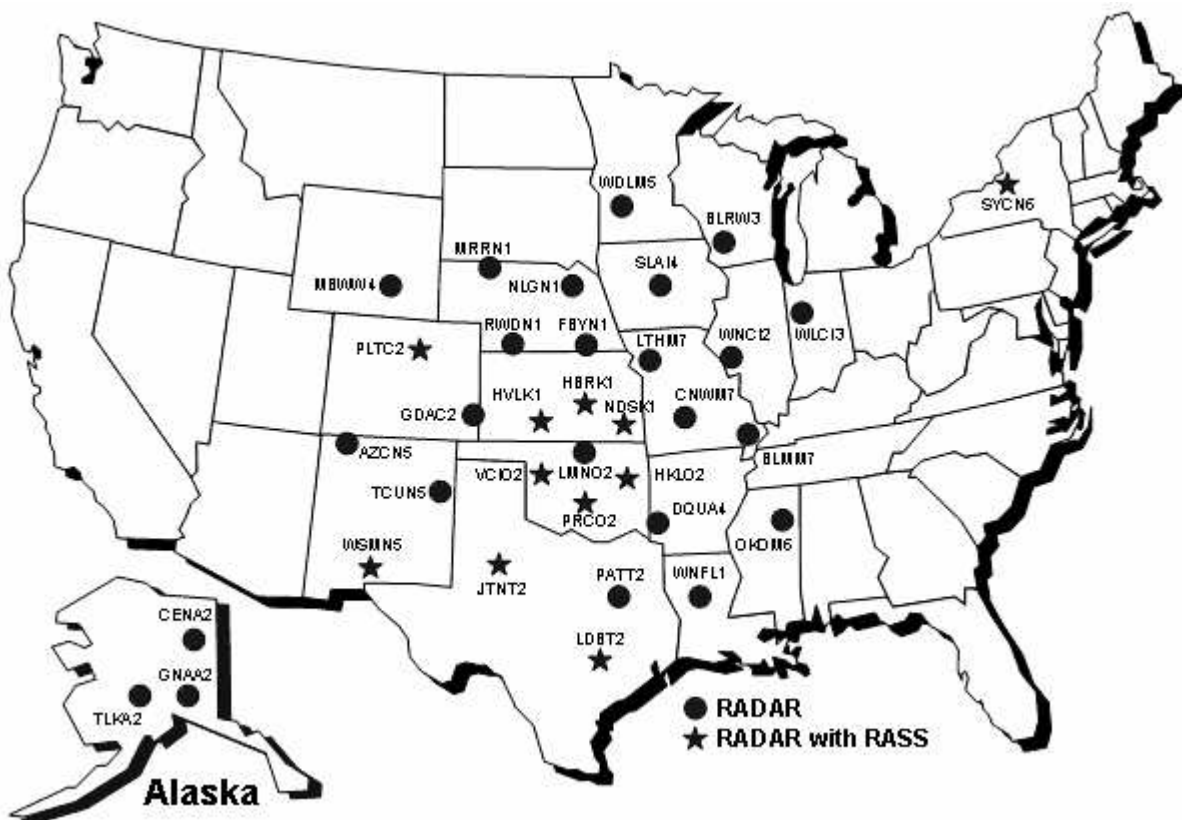 WDLM5
SYCN6
BLRW3
MRRN1
SLAI4
MBWW4
NLGN1
RWDN1
FBYN1
WLCI3
LTHM7
WNCI2
PLTC2
HBRK1
HVLK1
NDSK1
CNWM7
GDAC2
AZCN5
BLMM7
VCIO2
LMNO2
HKLO2
TCUN5
DQUA4
PRCO2
OKOM6
WSMN5
JTNT2
PATT2
WNFL1
CENA2
LDBT2
GNAA2
TLKA2
RADAR
RADAR with RASS
Alaska